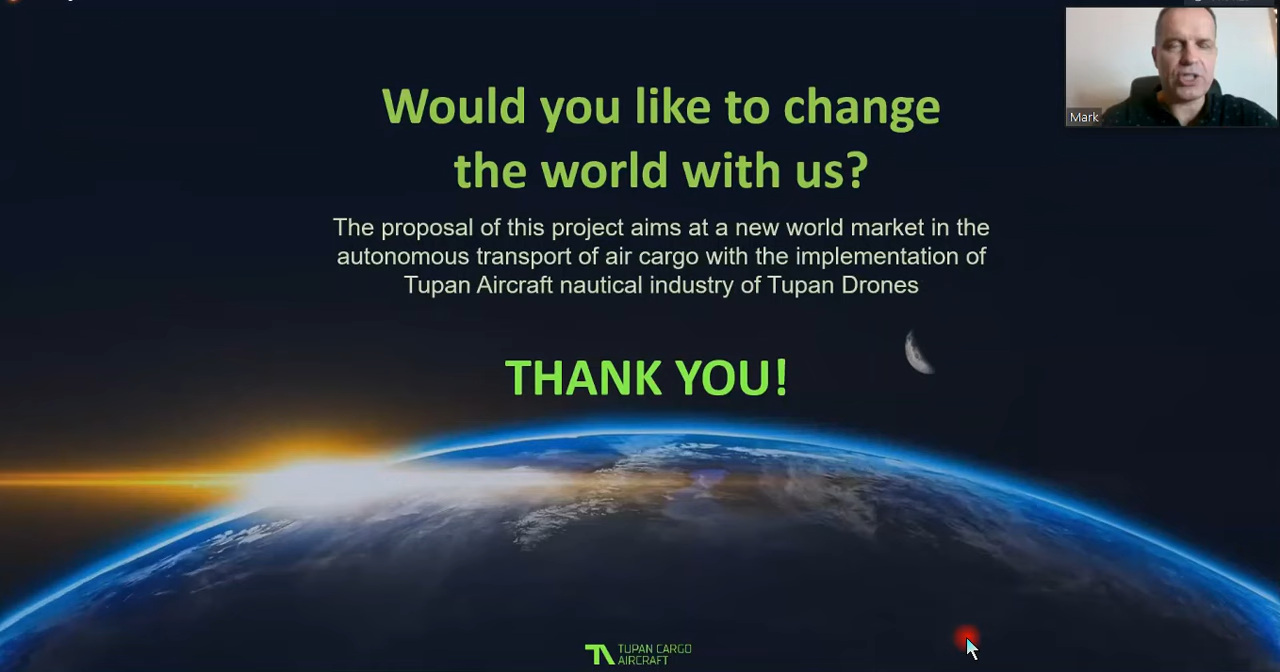 Would you like to change
the world with us?
The proposal of this project aims at a new world market in the
autonomous transport of air cargo with the implementation of
Tupan Aircraft nautical industry of Tupan Drones
THANK YOU!
Mark
TUPAN CARGO
AIRCRAFT